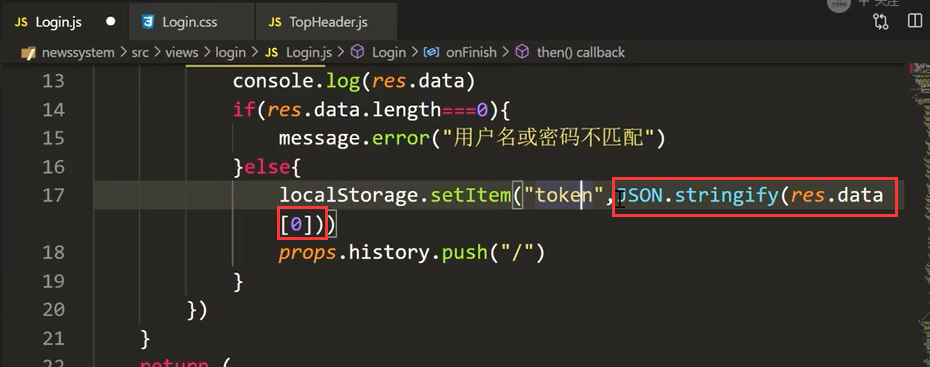 Login.js
Login.css
TopHeader.js
newssystem > src > views > login > JS Login.js > Login > onFinish > then() callback
13 console.log(res.data)
14 if(res.data.length===0){
15 message.error("用户名或密码不匹配")
16 }else{
17 localStorage.setItem("token",JSON.stringify(res.data
[0]))
18 props.history.push("/")
19 }
20 })
21 }
22 return (